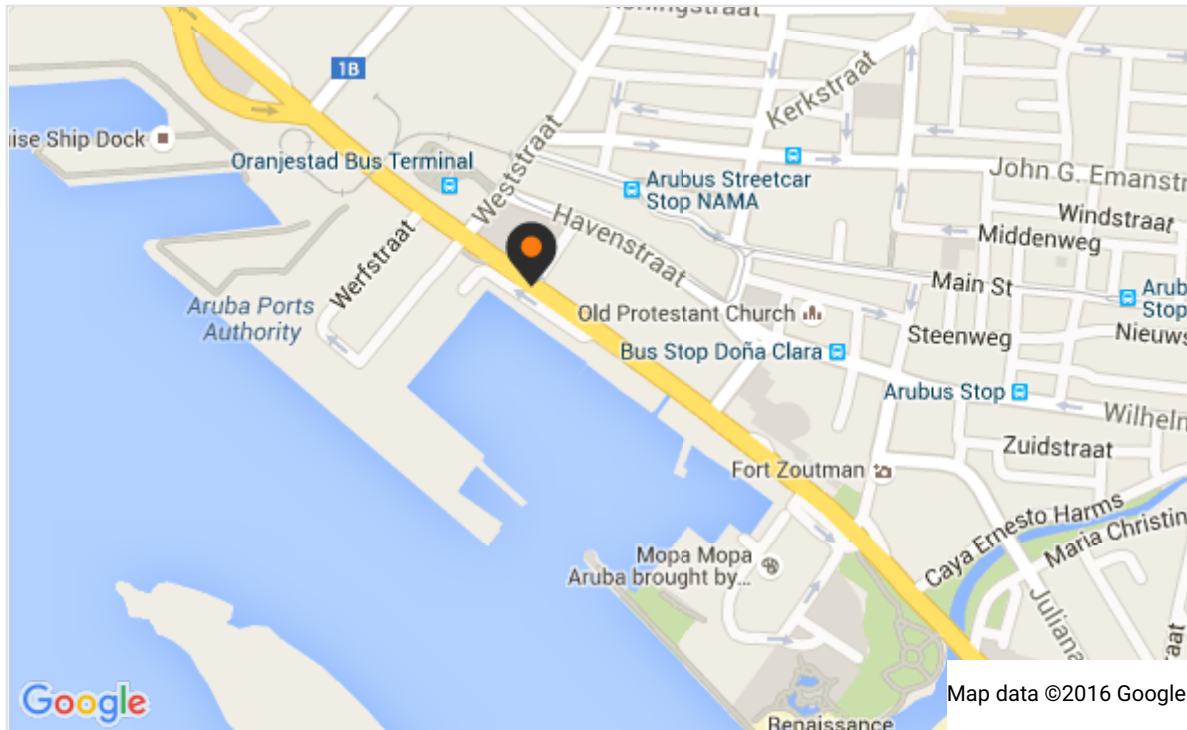 Koningstraat
1B
Kerkstraat
ise Ship Dock
Oranjestad Bus Terminal
Weststraat
Arubus Streetcar
Stop NAMA
John G. Emanstr
Windstraat
Middenweg
Havenstraat
Werfstraat
Main St
Arub
Stop
Aruba Ports
Authority
Old Protestant Church
Steenweg
Nieuws
Bus Stop Doña Clara
Arubus Stop
Wilheln
Zuidstraat
Fort Zoutman
Caya Ernesto Harms
Maria Christin
Mopa Mopa
Aruba brought by...
Juliana
raat
Google
Map data ©2016 Google
Renaissance